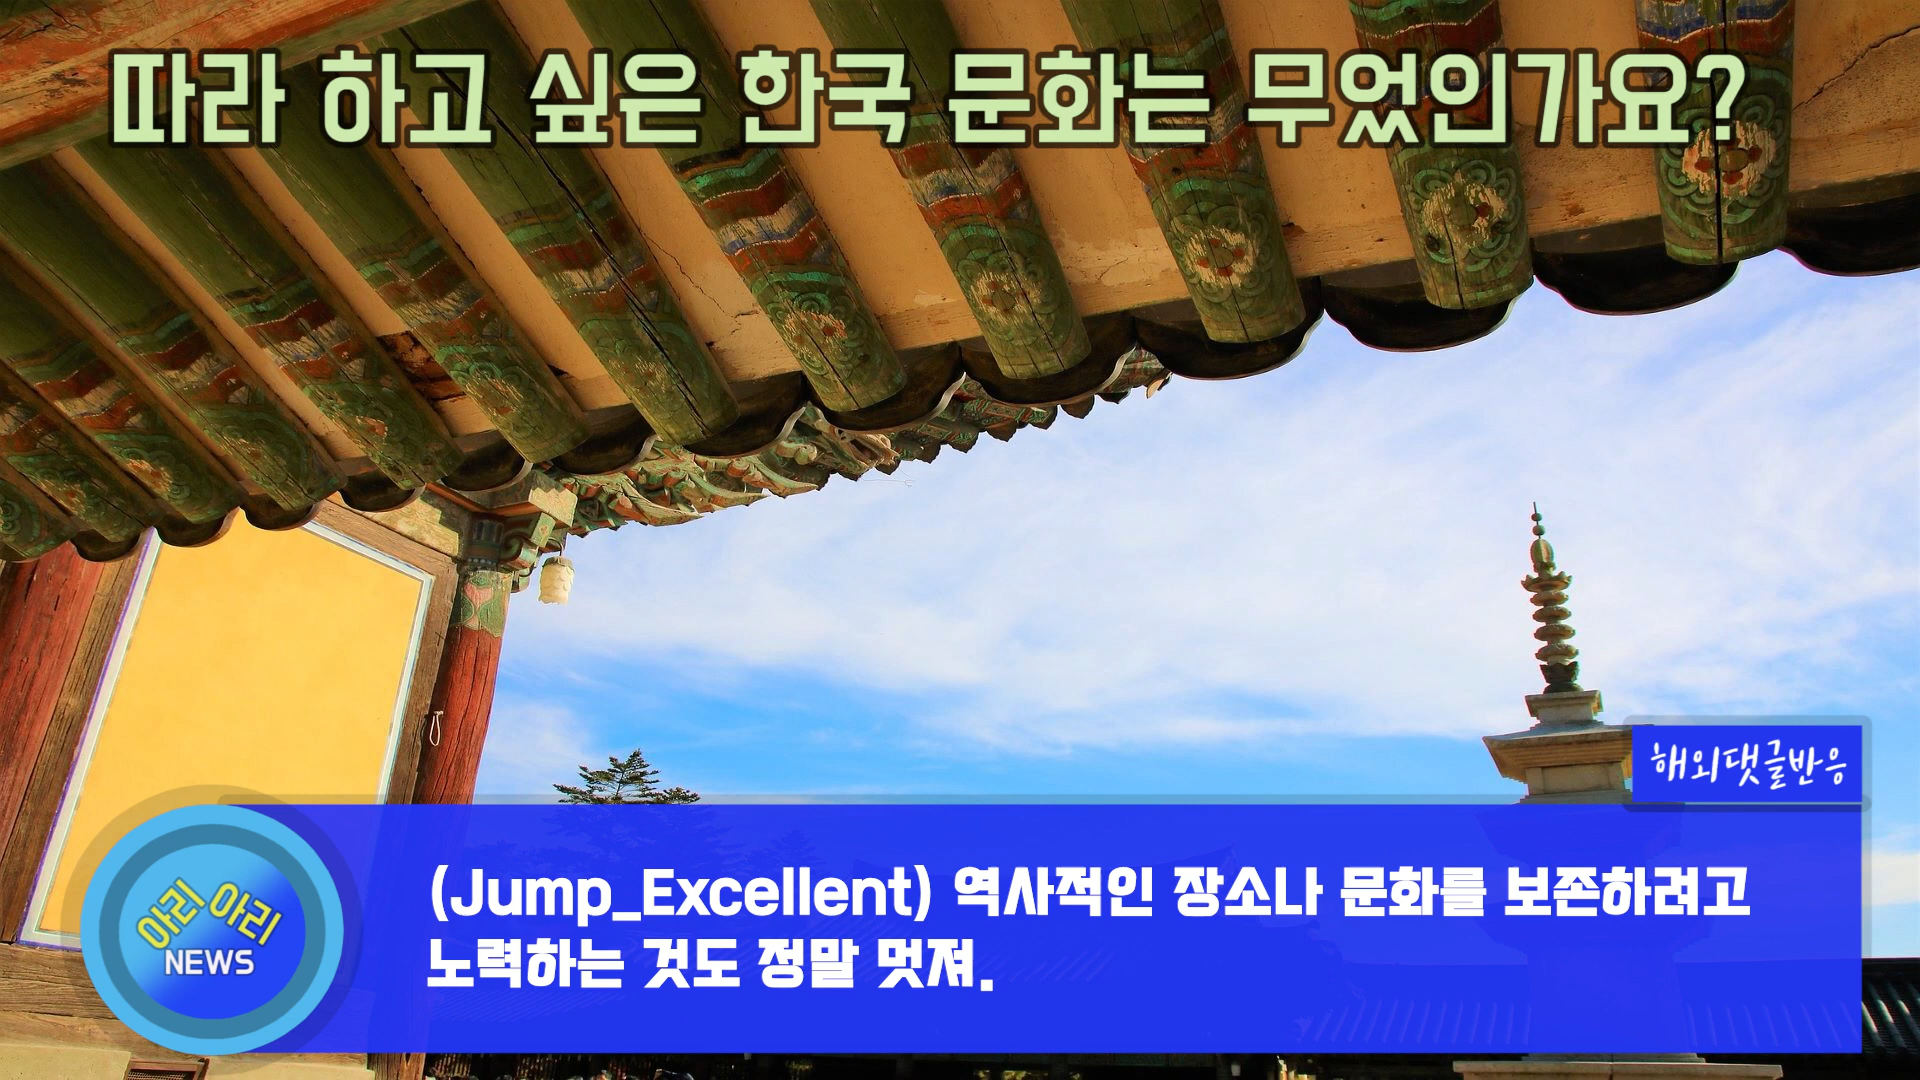 따라 하고 싶은 한국 문화는 무엇인가요?
해외댓글반응
(Jump_Excellent) 역사적인 장소나 문화를 보존하려고
노력하는 것도 정말 멋져.
아리 아리
NEWS